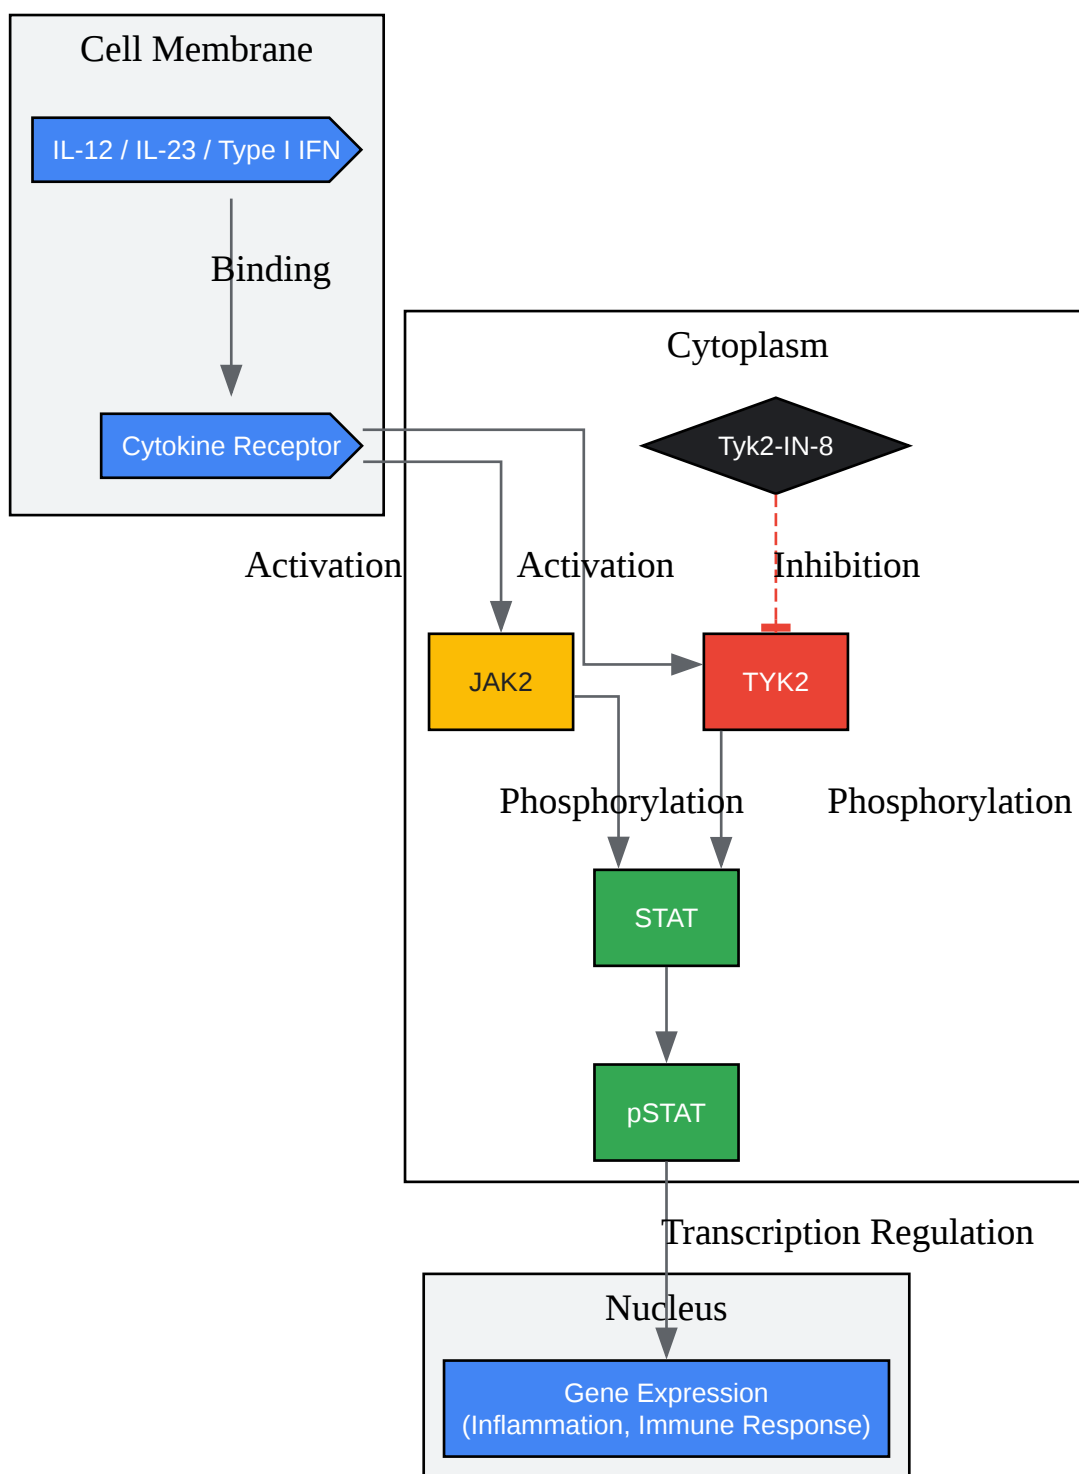 Cell Membrane
IL-12 / IL-23 / Type I IFN
Binding
Cytokine Receptor
Cytoplasm
Tyk2-IN-8
Activation
Activation
Inhibition
JAK2
TYK2
Phosphorylation
Phosphorylation
STAT
pSTAT
Transcription Regulation
Nucleus
Gene Expression
(Inflammation, Immune Response)